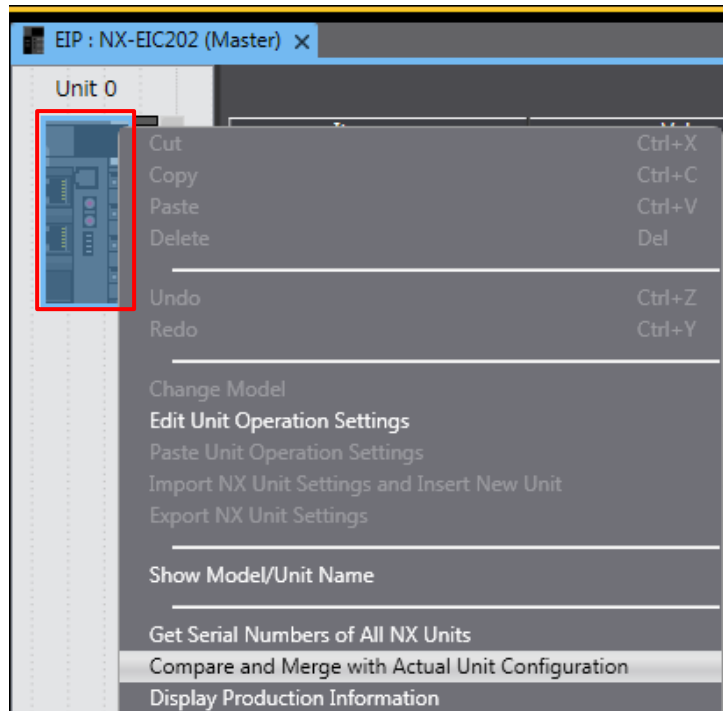 EIP : NX-EIC202 (Master) ×
Unit 0
Cut Ctrl+X
Copy Ctrl+C
Paste Ctrl+V
Delete Del
Undo Ctrl+Z
Redo Ctrl+Y
Change Model
Edit Unit Operation Settings
Paste Unit Operation Settings
Import NX Unit Settings and Insert New Unit
Export NX Unit Settings
Show Model/Unit Name
Get Serial Numbers of All NX Units
Compare and Merge with Actual Unit Configuration
Display Production Information